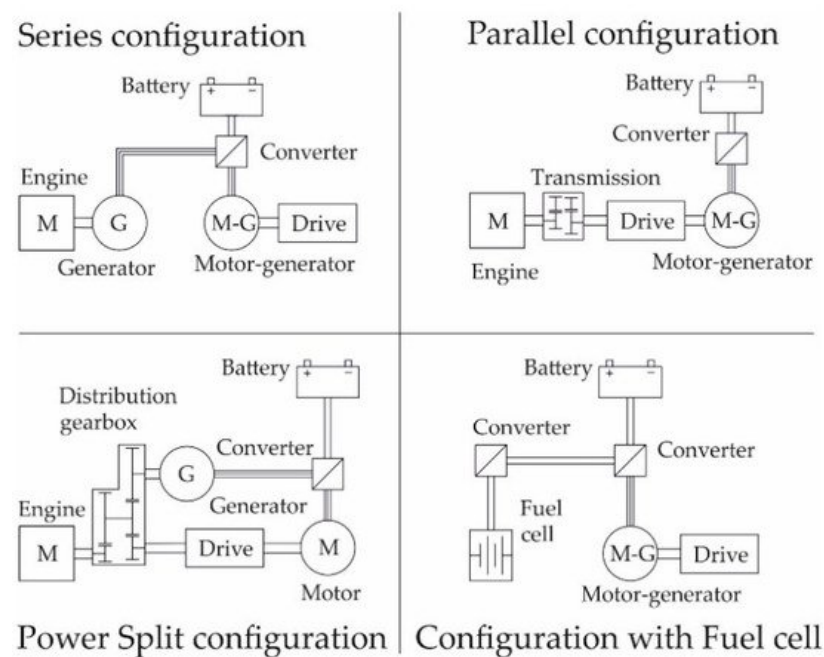 Series configuration
Battery
+ −
Converter
Engine
M
G
M-G
Drive
Generator
Motor-generator
Parallel configuration
Battery
+ −
Converter
Transmission
M
Drive
M-G
Engine
Motor-generator
Battery
+ −
Distribution
gearbox
Converter
G
Generator
Engine
M
Drive
M
Motor
Power Split configuration
Battery
+ −
Converter
Converter
Fuel
cell
M-G
Drive
Motor-generator
Configuration with Fuel cell